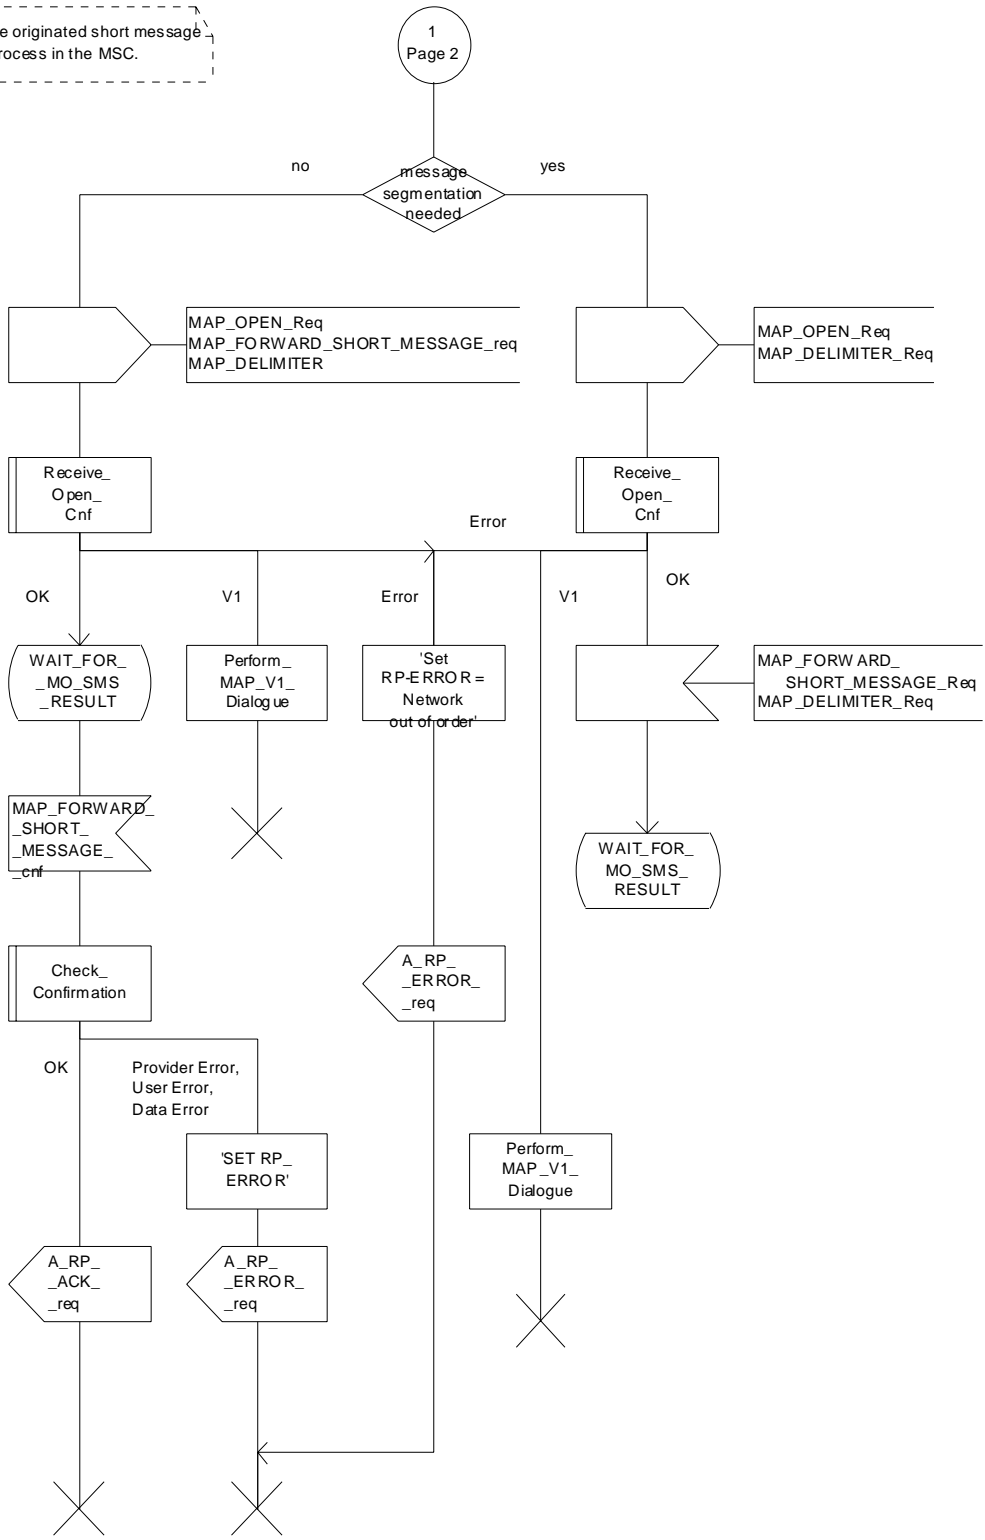 e originated short message
rocess in the MSC.
1
Page 2
no
yes
message
segmentation
needed
MAP_OPEN_Req
MAP_FORWARD_SHORT_MESSAGE_req
MAP_DELIMITER
MAP_OPEN_Req
MAP_DELIMITER_Req
Receive_
Open_
Cnf
Receive_
Open_
Cnf
Error
OK
V1
Error
V1
OK
WAIT_FOR_
_MO_SMS
_RESULT
Perform_
MAP_V1_
Dialogue
'Set
RP-ERROR =
Network
out of order'
MAP_FORWARD_
SHORT_MESSAGE_Req
MAP_DELIMITER_Req
MAP_FORWARD_
_SHORT_
_MESSAGE_
_cnf
WAIT_FOR_
MO_SMS_
RESULT
Check_
Confirmation
A_RP_
_ERROR_
_req
OK
Provider Error,
User Error,
Data Error
'SET RP_
ERROR'
Perform_
MAP_V1_
Dialogue
A_RP_
_ACK_
_req
A_RP_
_ERROR_
_req